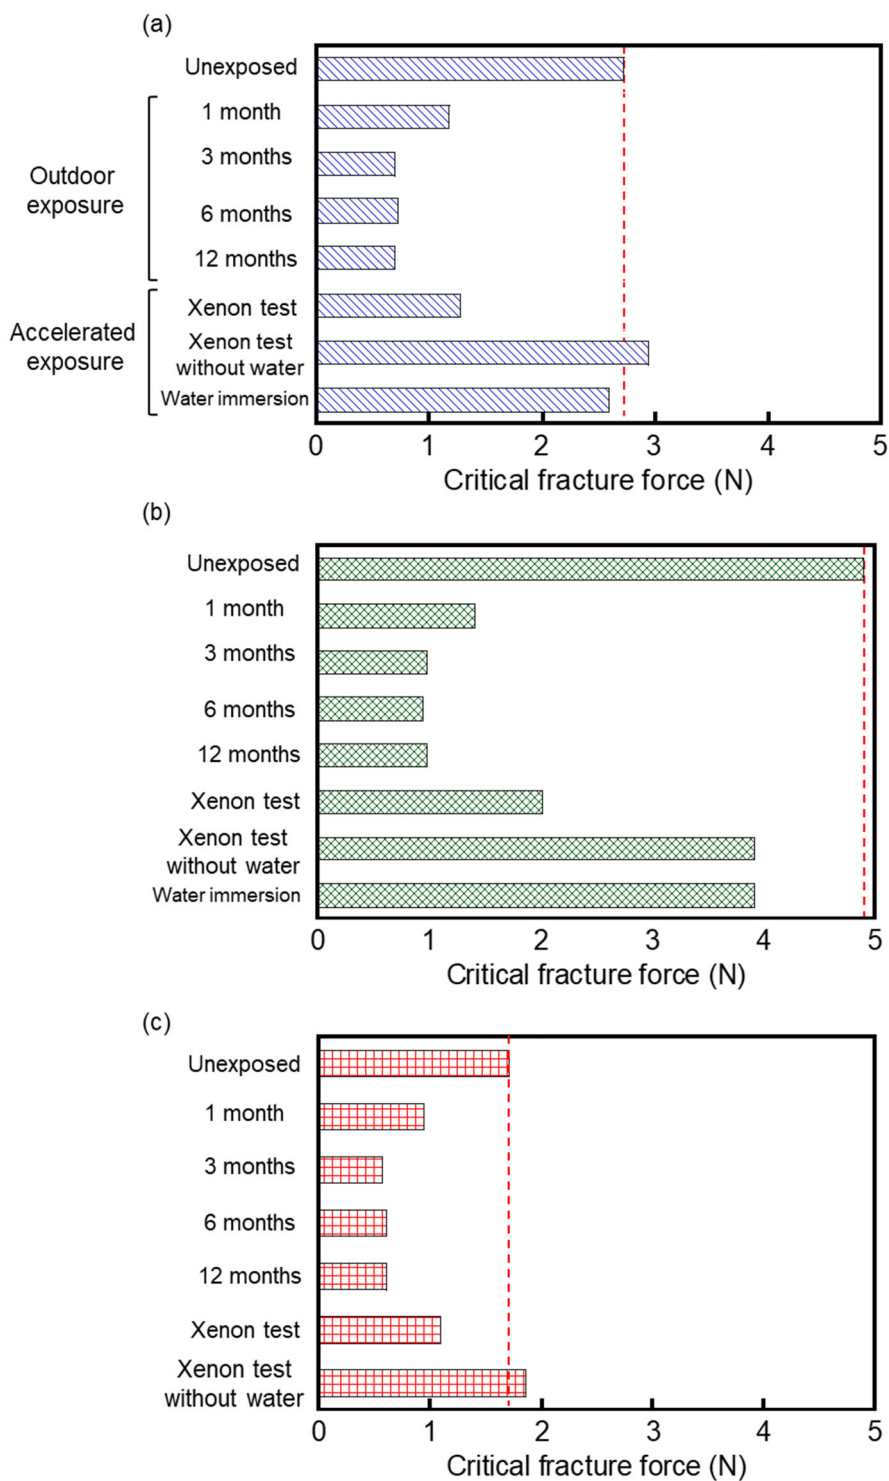 (a)
Unexposed
1 month
3 months
Outdoor
exposure
6 months
12 months
Xenon test
Accelerated
exposure
Xenon test
without water
Water immersion
0 1 2 3 4 5
Critical fracture force (N)
(b)
Unexposed
1 month
3 months
6 months
12 months
Xenon test
Xenon test
without water
Water immersion
0 1 2 3 4 5
Critical fracture force (N)
(c)
Unexposed
1 month
3 months
6 months
12 months
Xenon test
Xenon test
without water
0 1 2 3 4 5
Critical fracture force (N)